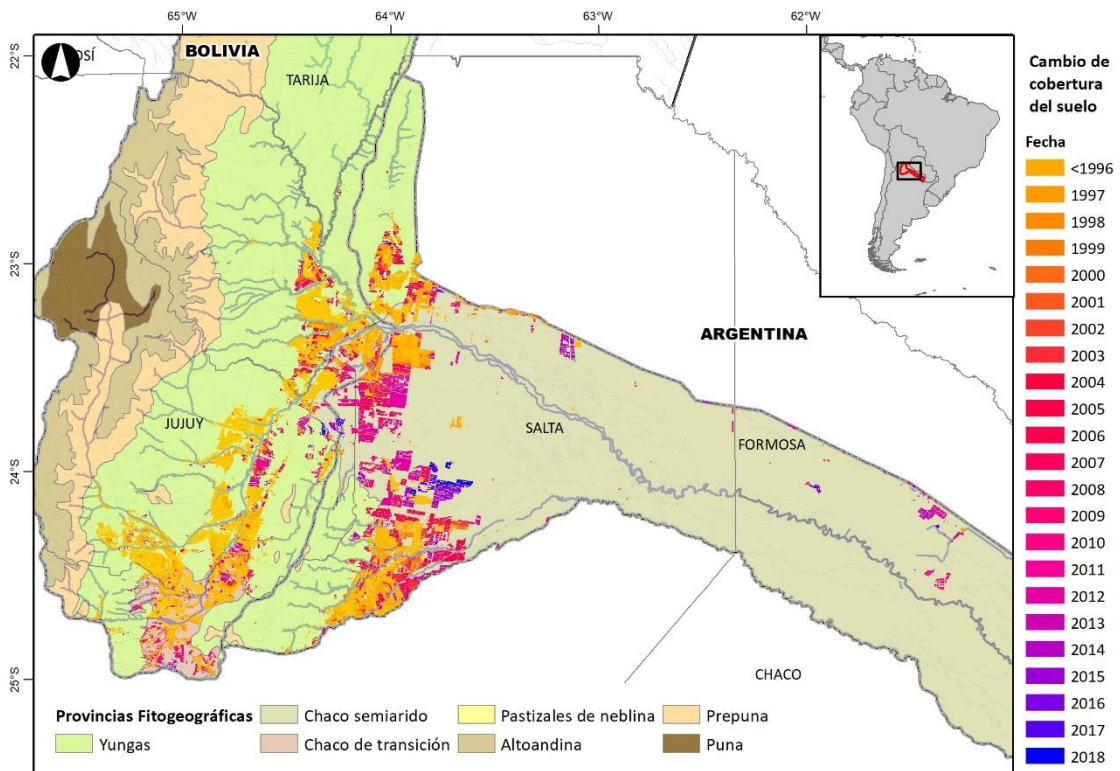 65°W
64°W
63°W
62°W
22°S
23°S
24°S
25°S
osí
BOLIVIA
TARIJA
ARGENTINA
JUJUY
SALTA
FORMOSA
CHACO
Cambio de
cobertura
del suelo
Fecha
<1996
1997
1998
1999
2000
2001
2002
2003
2004
2005
2006
2007
2008
2009
2010
2011
2012
2013
2014
2015
2016
2017
2018
Provincias Fitogeográficas
Yungas
Chaco semiarido
Chaco de transición
Pastizales de neblina
Altoandina
Prepuna
Puna